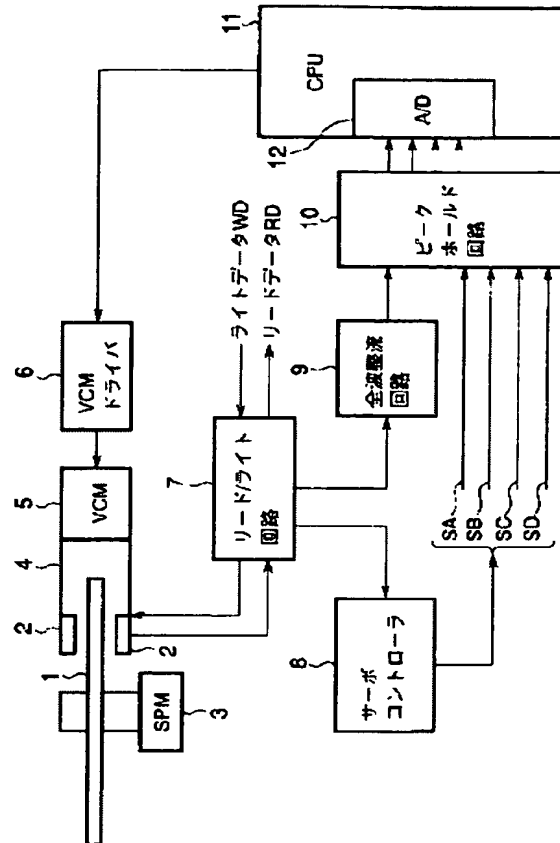 1
2
2
SPM
3
4
5
VCM
6
VCM
ドライバ
7
リード/ライト
回路
ライトデータWD
リードデータRD
8
サーボ
コントローラ
9
全波整流
回路
SA
SB
SC
SD
10
ピーク
ホールド
回路
11
CPU
12
A/D